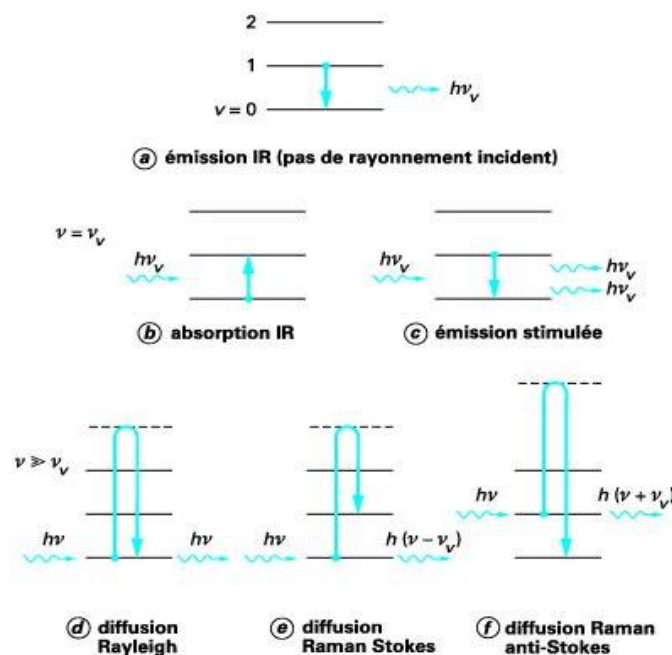 2
1
v = 0
hν_v
ⓐ émission IR (pas de rayonnement incident)
ν = ν_v
hν_v
hν_v
hν_v
hν_v
ⓑ absorption IR
ⓒ émission stimulée
ν ≫ ν_v
hν
hν
hν
h (ν – ν_v)
hν
h (ν + ν_v)
ⓓ diffusion
Rayleigh
ⓔ diffusion
Raman Stokes
ⓕ diffusion Raman
anti-Stokes